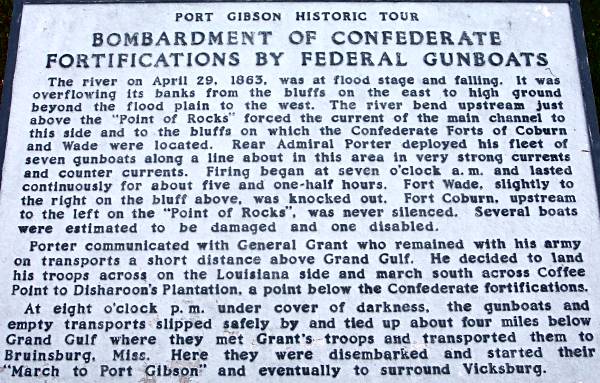 PORT GIBSON HISTORIC TOUR
BOMBARDMENT OF CONFEDERATE
FORTIFICATIONS BY FEDERAL GUNBOATS
The river on April 29, 1863, was at flood stage and falling. It was
overflowing its banks from the bluffs on the east to high ground
beyond the flood plain to the west. The river bend upstream just
above the "Point of Rocks" forced the current of the main channel to
this side and to the bluffs on which the Confederate Forts of Coburn
and Wade were located. Rear Admiral Porter deployed his fleet of
seven gunboats along a line about in this area in very strong currents
and counter currents. Firing began at seven o'clock a.m. and lasted
continuously for about five and one-half hours. Fort Wade, slightly to
the right on the bluff above, was knocked out. Fort Coburn, upstream
to the left on the "Point of Rocks", was never silenced. Several boats
were estimated to be damaged and one disabled.
Porter communicated with General Grant who remained with his army
on transports a short distance above Grand Gulf. He decided to land
his troops across on the Louisiana side and march south across Coffee
Point to Disharoon's Plantation, a point below the Confederate fortifications.
At eight o'clock p.m. under cover of darkness, the gunboats and
empty transports slipped safely by and tied up about four miles below
Grand Gulf where they met Grant's troops and transported them to
Bruinsburg, Miss. Here they were disembarked and started their
"March to Port Gibson" and eventually to surround Vicksburg.